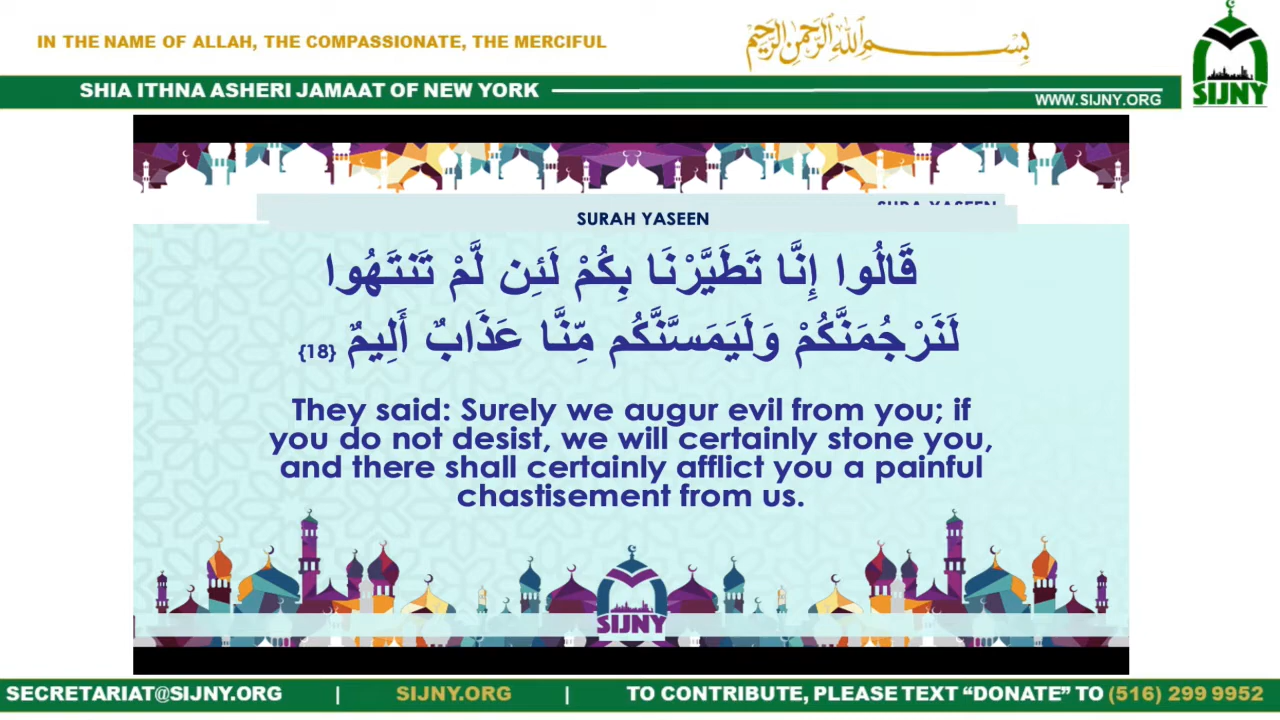 IN THE NAME OF ALLAH, THE COMPASSIONATE, THE MERCIFUL
بِسْمِ اللهِ الرَّحْمٰنِ الرَّحِيْمِ
SHIA ITHNA ASHERI JAMAAT OF NEW YORK
WWW.SIJNY.ORG
SIJNY
SURA YASEEN
SURAH YASEEN
قَالُوا إِنَّا تَطَيَّرْنَا بِكُمْ لَئِن لَّمْ تَنتَهُوا
لَنَرْجُمَنَّكُمْ وَلَيَمَسَّنَّكُم مِّنَّا عَذَابٌ أَلِيمٌ {18}
They said: Surely we augur evil from you; if
you do not desist, we will certainly stone you,
and there shall certainly afflict you a painful
chastisement from us.
SIJNY
SECRETARIAT@SIJNY.ORG | SIJNY.ORG | TO CONTRIBUTE, PLEASE TEXT “DONATE” TO (516) 299 9952